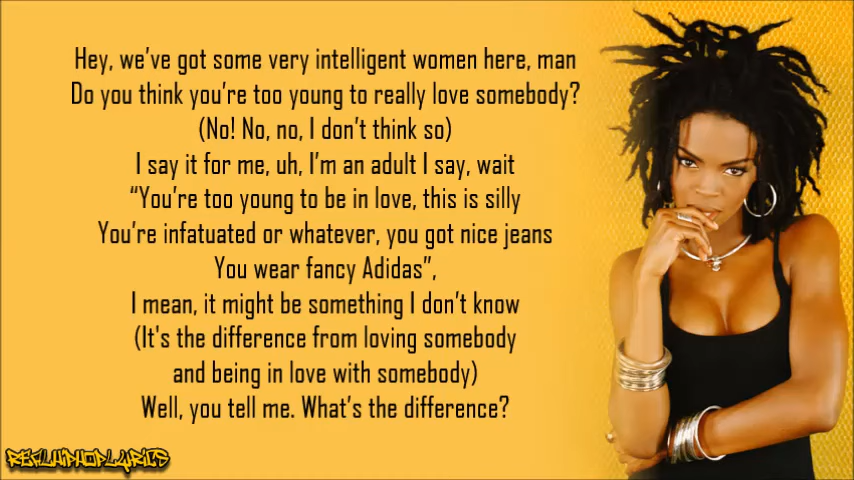 Hey, we've got some very intelligent women here, man
Do you think you're too young to really love somebody?
(No! No, no, I don't think so)
I say it for me, uh, I'm an adult I say, wait
“You're too young to be in love, this is silly
You're infatuated or whatever, you got nice jeans
You wear fancy Adidas”,
I mean, it might be something I don't know
(It's the difference from loving somebody
and being in love with somebody)
Well, you tell me. What's the difference?
REALHIPHOPLYRICS